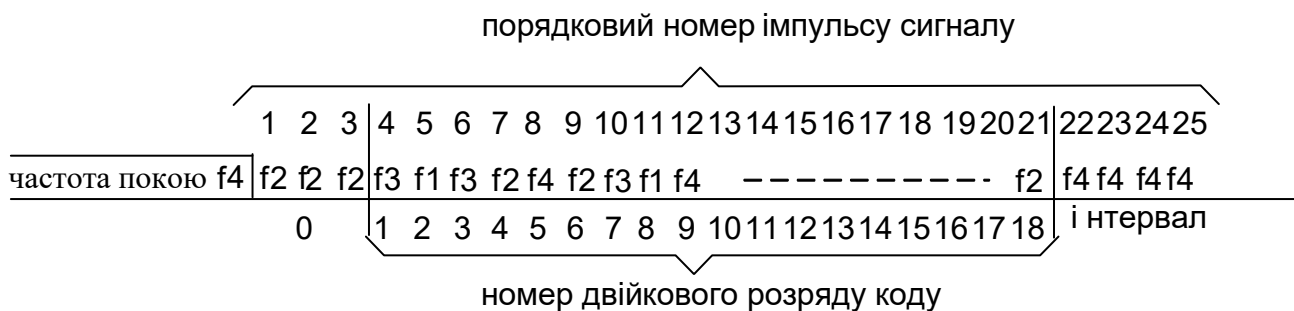 порядковий номер імпульсу сигналу
1 2 3 4 5 6 7 8 9 10 11 12 13 14 15 16 17 18 19 20 21 22 23 24 25
частота покою f4 f2 f2 f2 f3 f1 f3 f2 f4 f2 f3 f1 f4 – – – – – – – – – – - f2 f4 f4 f4 f4
0 1 2 3 4 5 6 7 8 9 10 11 12 13 14 15 16 17 18 і нтервал
номер двійкового розряду коду